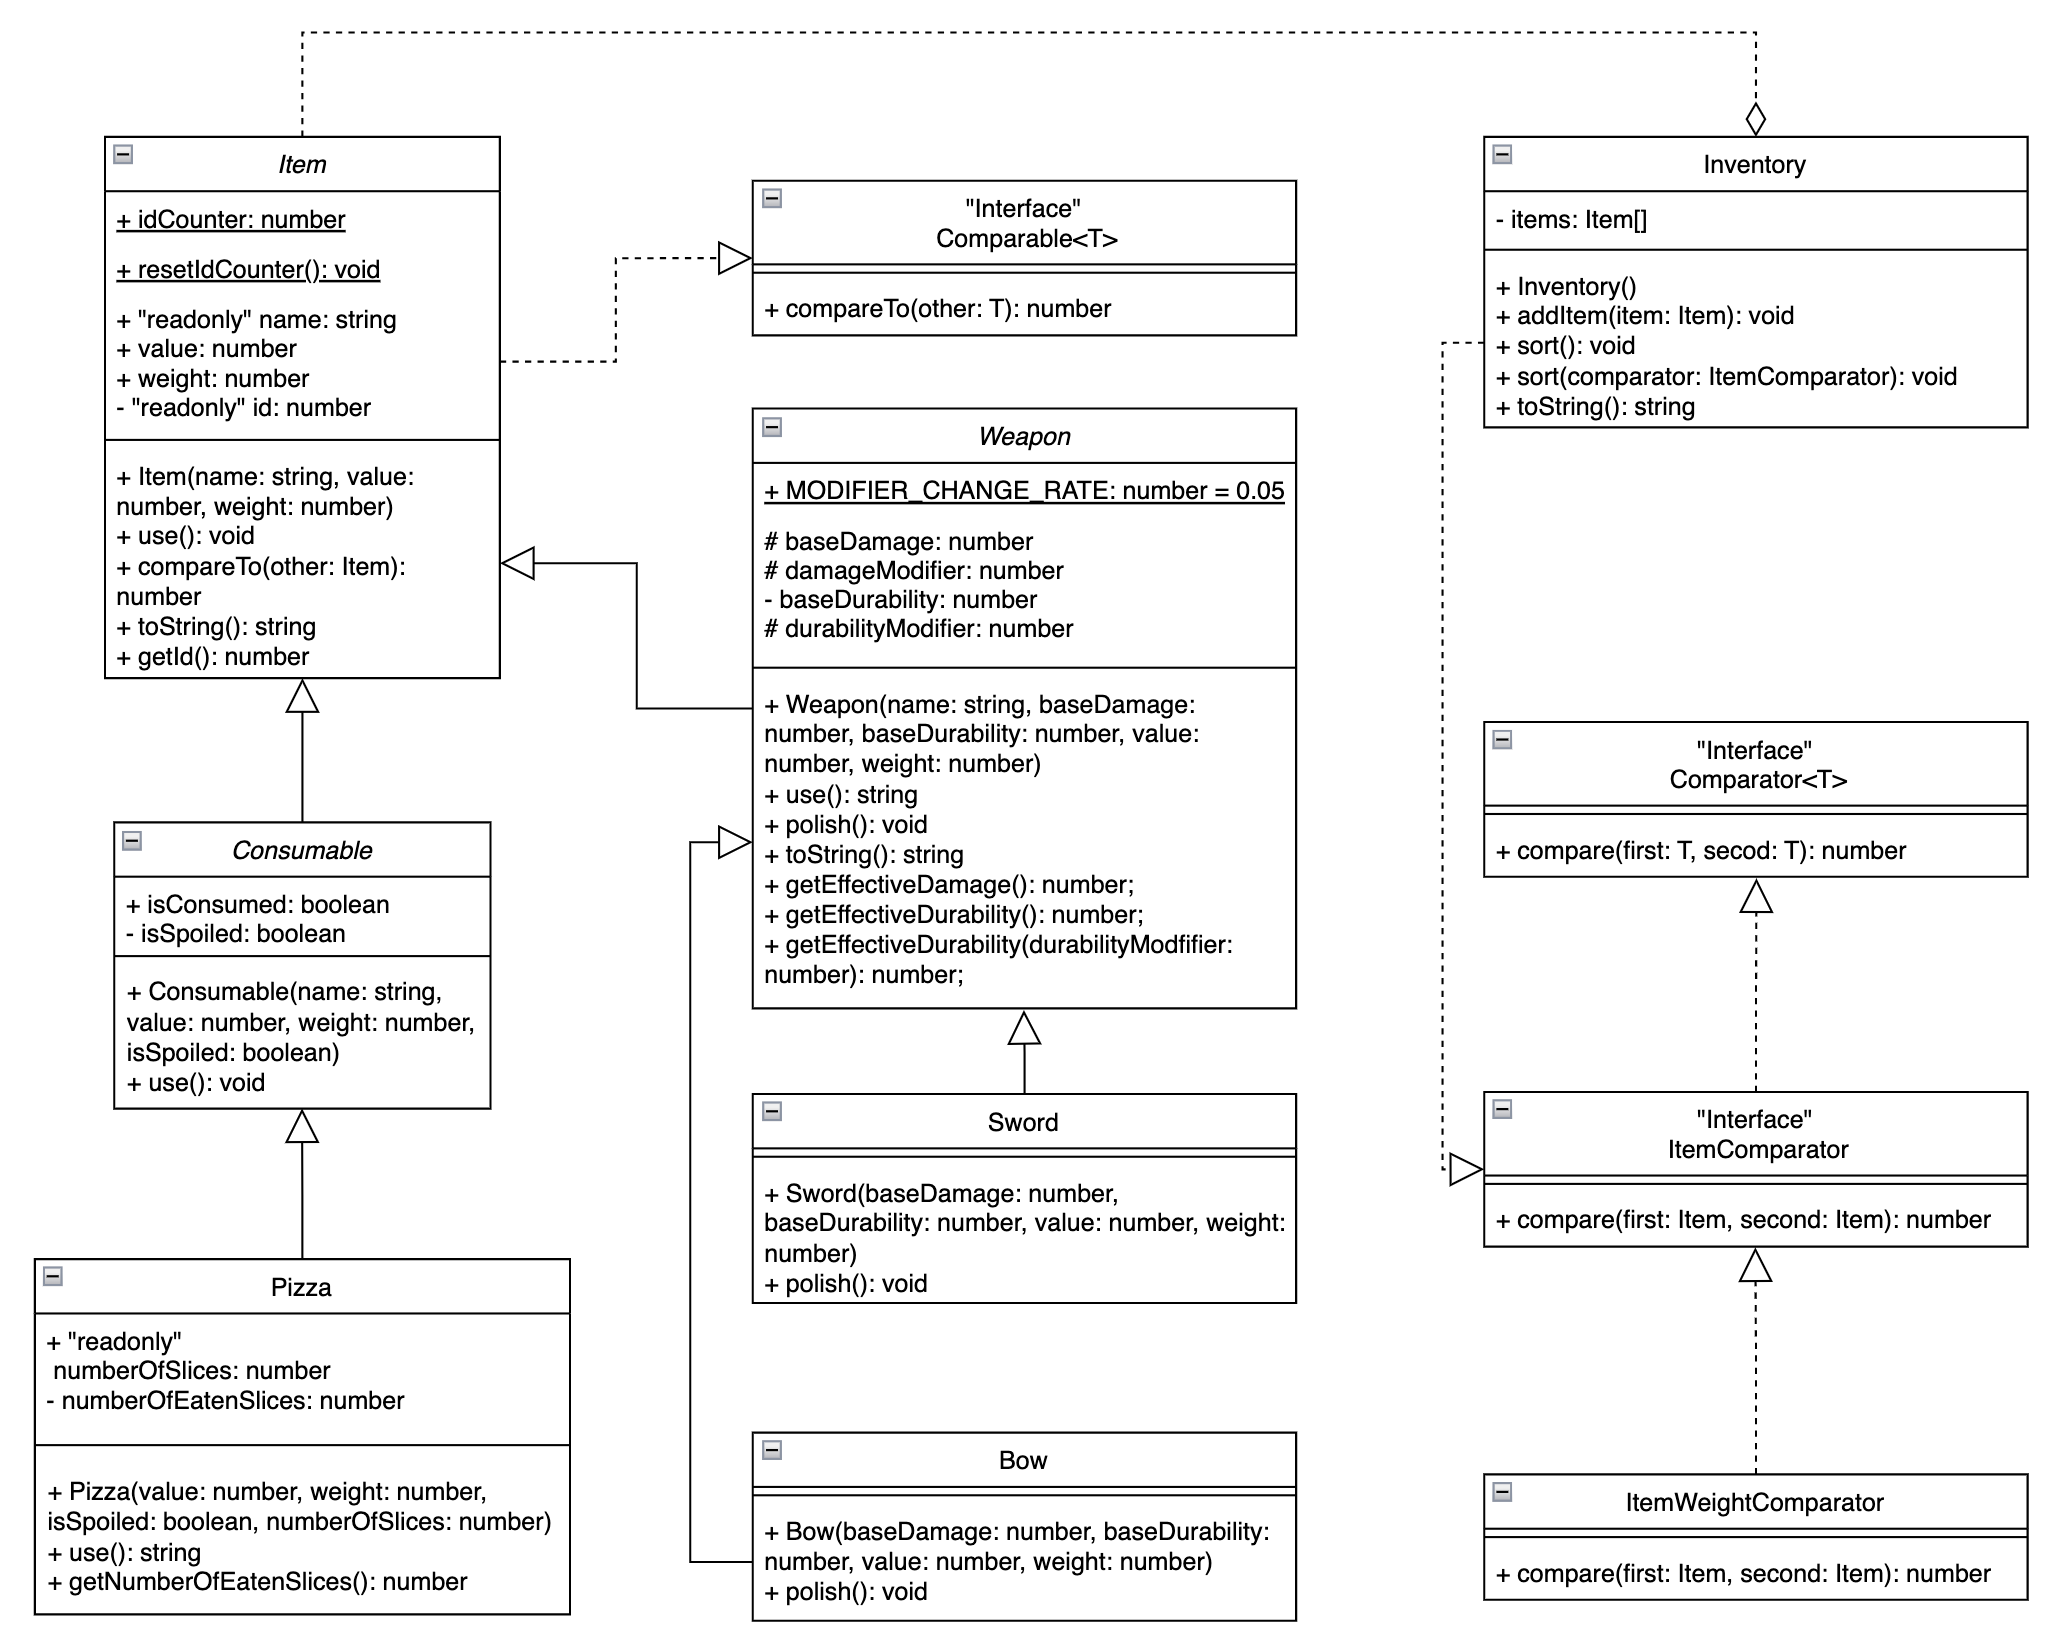 Item
+ idCounter: number
+ resetIdCounter(): void
+ "readonly" name: string
+ value: number
+ weight: number
- "readonly" id: number
+ Item(name: string, value:
number, weight: number)
+ use(): void
+ compareTo(other: Item):
number
+ toString(): string
+ getId(): number
Consumable
+ isConsumed: boolean
- isSpoiled: boolean
+ Consumable(name: string,
value: number, weight: number,
isSpoiled: boolean)
+ use(): void
Pizza
+ "readonly"
numberOfSlices: number
- numberOfEatenSlices: number
+ Pizza(value: number, weight: number,
isSpoiled: boolean, numberOfSlices: number)
+ use(): string
+ getNumberOfEatenSlices(): number
"Interface"
Comparable<T>
+ compareTo(other: T): number
Weapon
+ MODIFIER_CHANGE_RATE: number = 0.05
# baseDamage: number
# damageModifier: number
- baseDurability: number
# durabilityModifier: number
+ Weapon(name: string, baseDamage:
number, baseDurability: number, value:
number, weight: number)
+ use(): string
+ polish(): void
+ toString(): string
+ getEffectiveDamage(): number;
+ getEffectiveDurability(): number;
+ getEffectiveDurability(durabilityModfifier:
number): number;
Sword
+ Sword(baseDamage: number,
baseDurability: number, value: number, weight:
number)
+ polish(): void
Bow
+ Bow(baseDamage: number, baseDurability:
number, value: number, weight: number)
+ polish(): void
Inventory
- items: Item[]
+ Inventory()
+ addItem(item: Item): void
+ sort(): void
+ sort(comparator: ItemComparator): void
+ toString(): string
"Interface"
Comparator<T>
+ compare(first: T, secod: T): number
"Interface"
ItemComparator
+ compare(first: Item, second: Item): number
ItemWeightComparator
+ compare(first: Item, second: Item): number